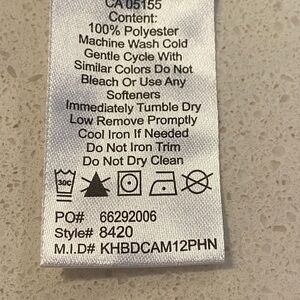 CA 05155
Content:
100% Polyester
Machine Wash Cold
Gentle Cycle With
Similar Colors Do Not
Bleach Or Use Any
Softeners
Immediately Tumble Dry
Low Remove Promptly
Cool Iron If Needed
Do Not Iron Trim
Do Not Dry Clean
30C
PO# 66292006
Style# 8420
M.I.D# KHBDCAM12PHN